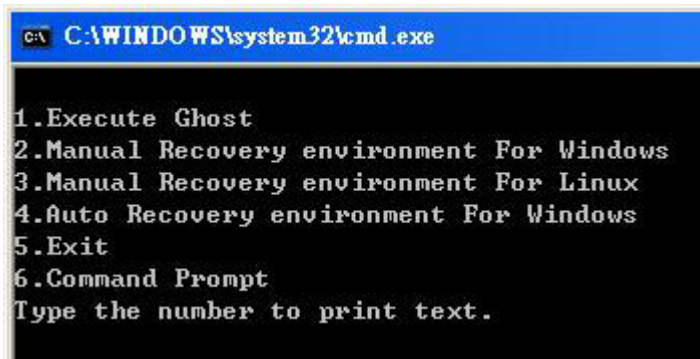 C:\WINDOWS\system32\cmd.exe
1.Execute Ghost
2.Manual Recovery environment For Windows
3.Manual Recovery environment For Linux
4.Auto Recovery environment For Windows
5.Exit
6.Command Prompt
Type the number to print text.